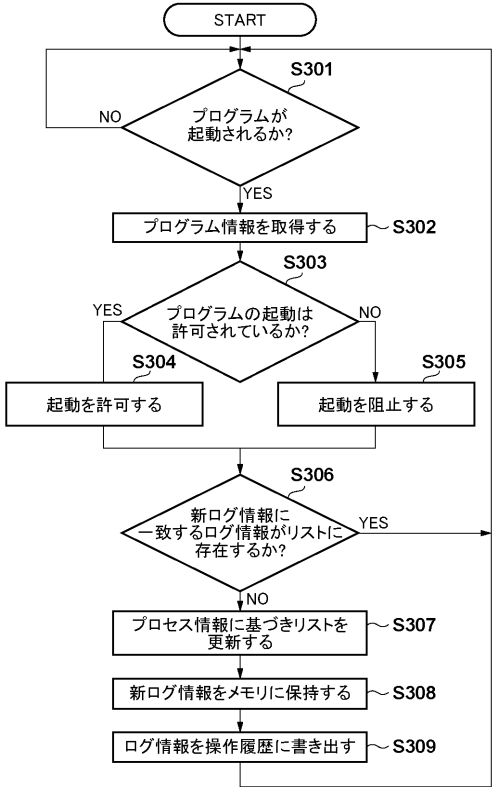 START
S301
プログラムが
起動されるか?
NO
YES
プログラム情報を取得する
S302
S303
プログラムの起動は
許可されているか?
YES
NO
S304
起動を許可する
S305
起動を阻止する
S306
新ログ情報に
一致するログ情報がリストに
存在するか?
YES
NO
プロセス情報に基づきリストを
更新する
S307
新ログ情報をメモリに保持する
S308
ログ情報を操作履歴に書き出す
S309